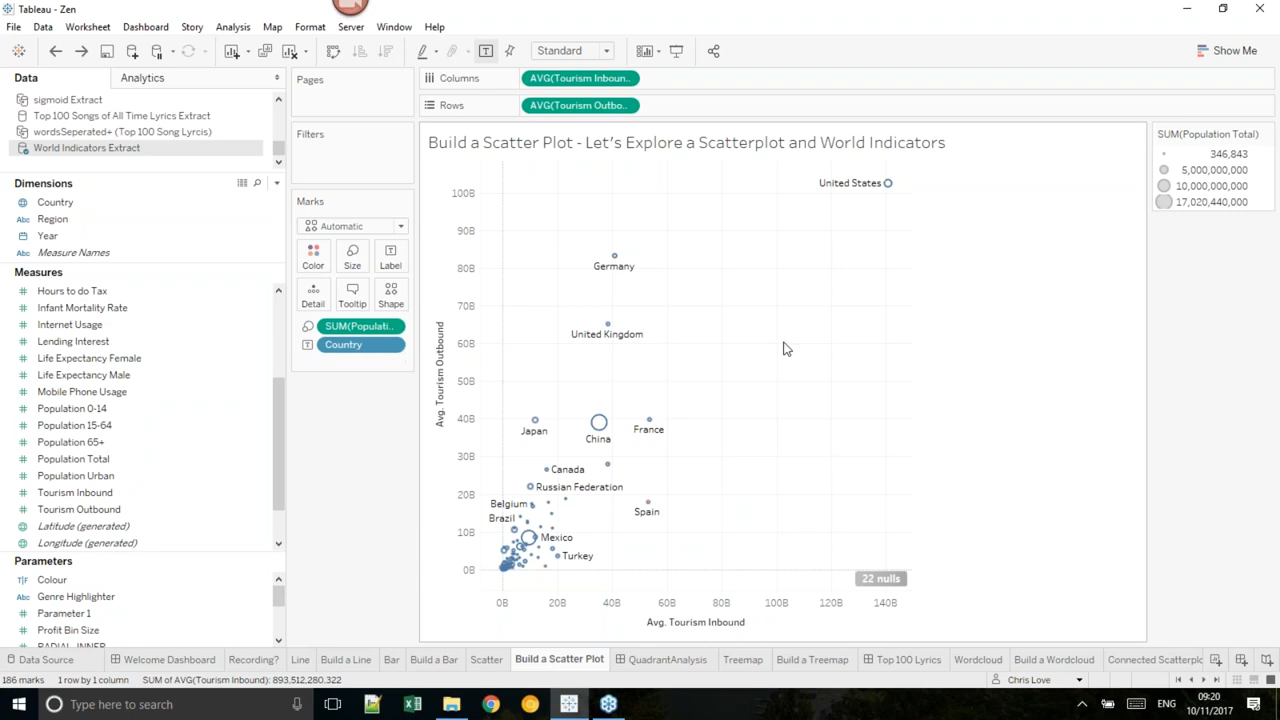 Tableau - Zen
File Data Worksheet Dashboard Story Analysis Map Format Server Window Help
Standard
Show Me
Data Analytics
sigmoid Extract
Top 100 Songs of All Time Lyrics Extract
wordsSeperated+ (Top 100 Song Lyrcis)
World Indicators Extract
Dimensions
Country
Abc Region
Year
Abc Measure Names
Measures
Hours to do Tax
Infant Mortality Rate
Internet Usage
Lending Interest
Life Expectancy Female
Life Expectancy Male
Mobile Phone Usage
Population 0-14
Population 15-64
Population 65+
Population Total
Population Urban
Tourism Inbound
Tourism Outbound
Latitude (generated)
Longitude (generated)
Parameters
T|F Colour
Abc Genre Highlighter
Parameter 1
Profit Bin Size
RADIAL_INNER
Pages
Filters
Marks
Automatic
Color Size Label
Detail Tooltip Shape
SUM(Populati..
Country
Columns AVG(Tourism Inboun..
Rows AVG(Tourism Outbo..
Build a Scatter Plot - Let's Explore a Scatterplot and World Indicators
100B
90B
80B
70B
60B
50B
40B
30B
20B
10B
0B
Avg. Tourism Outbound
United States
Germany
United Kingdom
Japan
China
France
Canada
Russian Federation
Belgium
Spain
Brazil
Mexico
Turkey
22 nulls
0B 20B 40B 60B 80B 100B 120B 140B
Avg. Tourism Inbound
SUM(Population Total)
346,843
5,000,000,000
10,000,000,000
17,020,440,000
Data Source Welcome Dashboard Recording? Line Build a Line Bar Build a Bar Scatter Build a Scatter Plot QuadrantAnalysis Treemap Build a Treemap Top 100 Lyrics Wordcloud Build a Wordcloud Connected Scatterplc
186 marks 1 row by 1 column SUM of AVG(Tourism Inbound): 893,512,280,322 Chris Love
Type here to search
ENG
09:20
10/11/2017